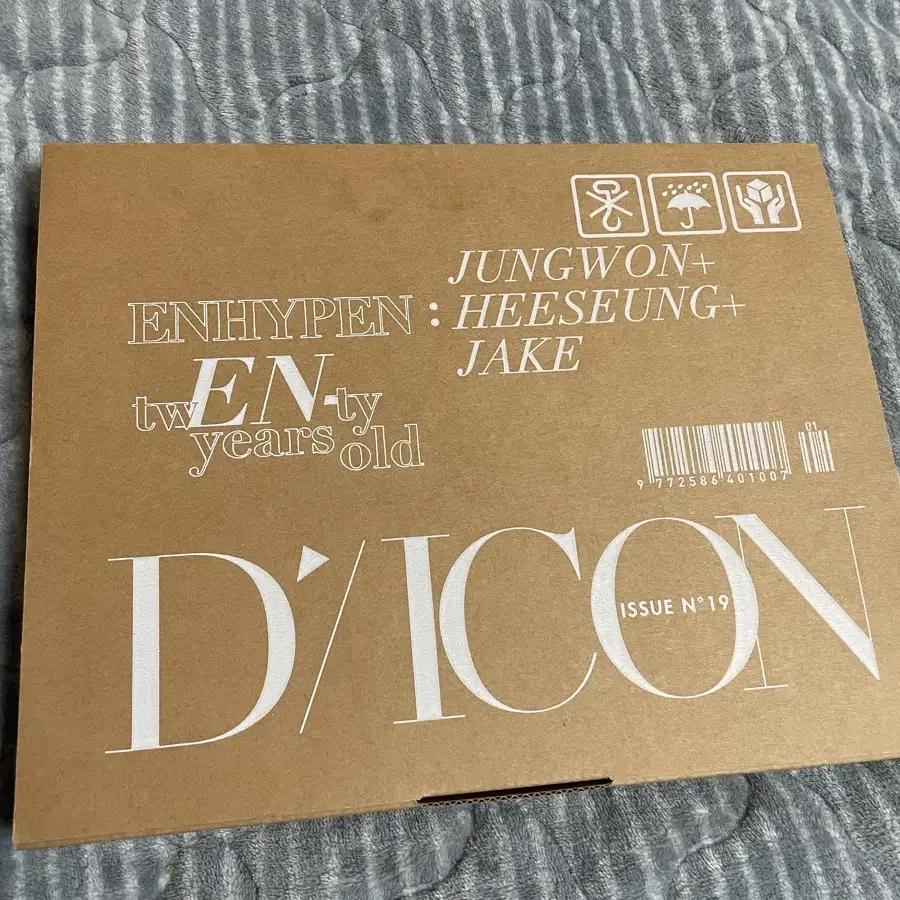 ENHYPEN :
JUNGWON+
HEESEUNG+
JAKE
twEN-ty
years
old
01
9 772586 401007
D'/ICON
ISSUE N°19